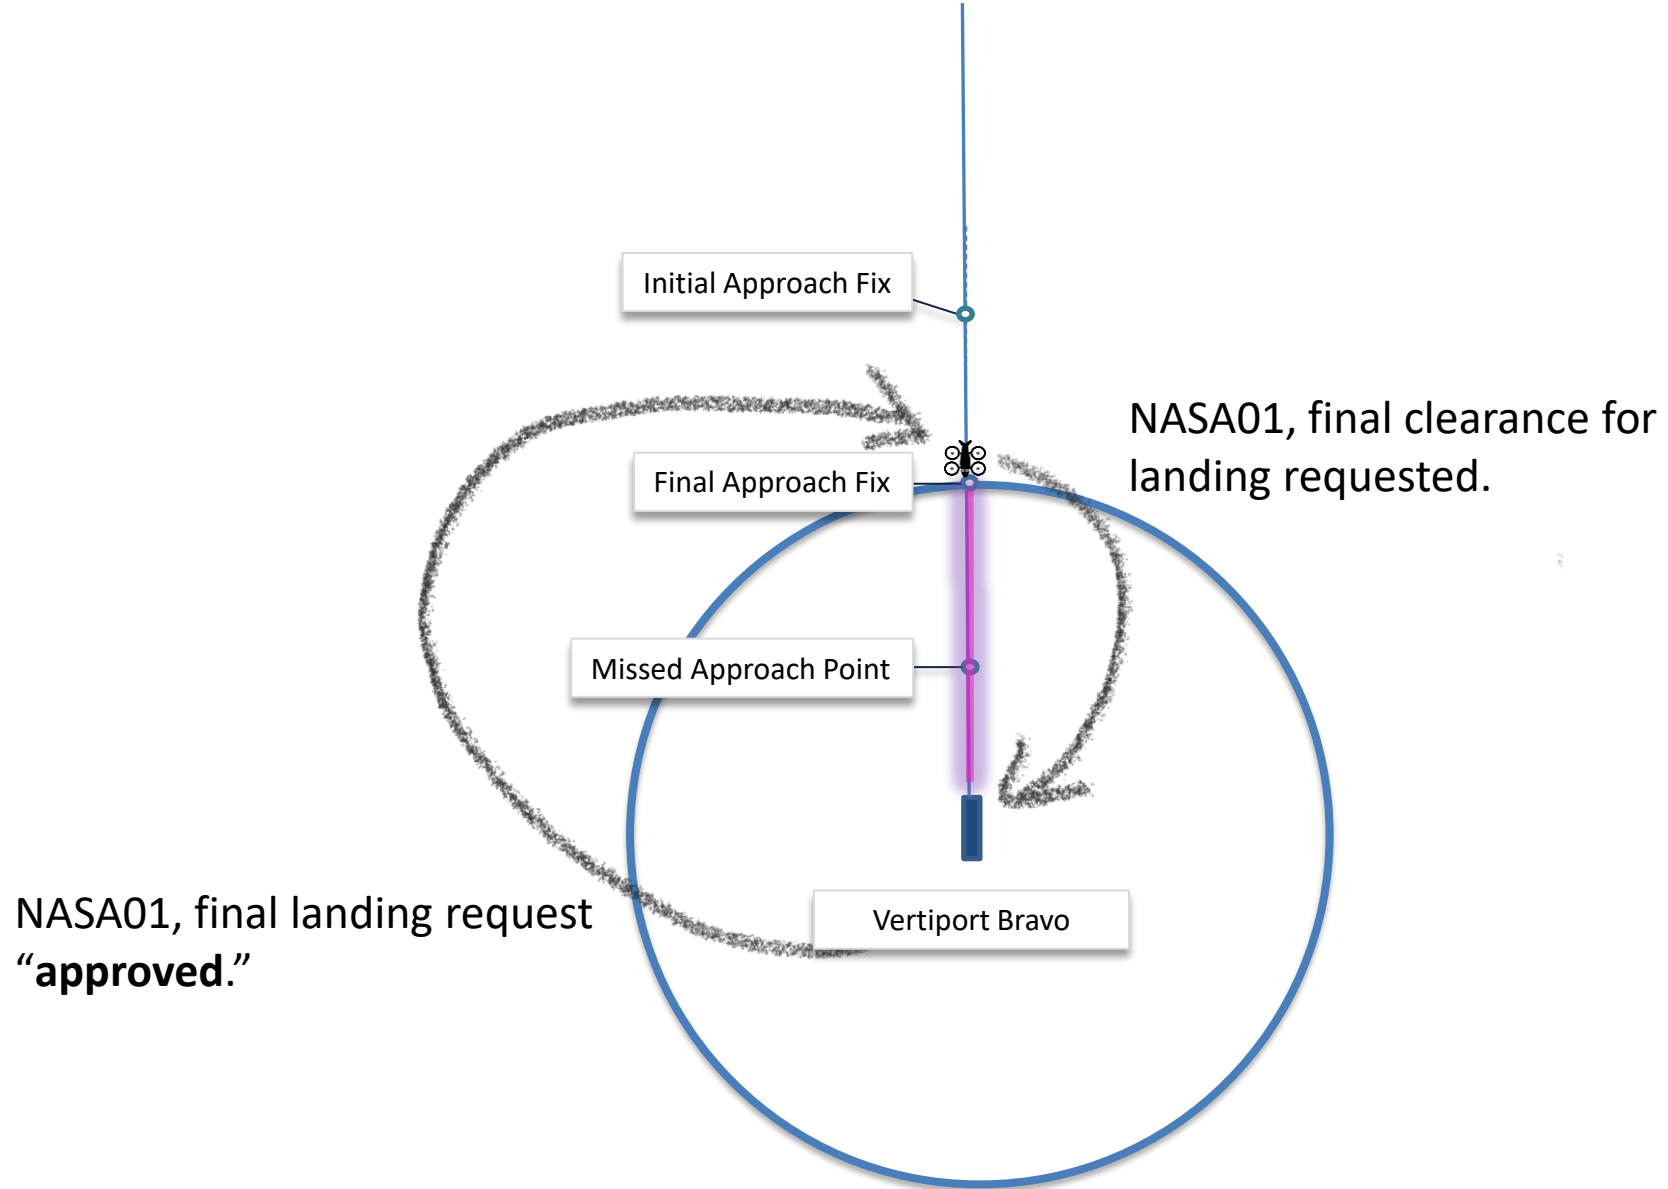 Initial Approach Fix
NASA01, final clearance for
landing requested.
Final Approach Fix
Missed Approach Point
NASA01, final landing request
“approved.”
Vertiport Bravo